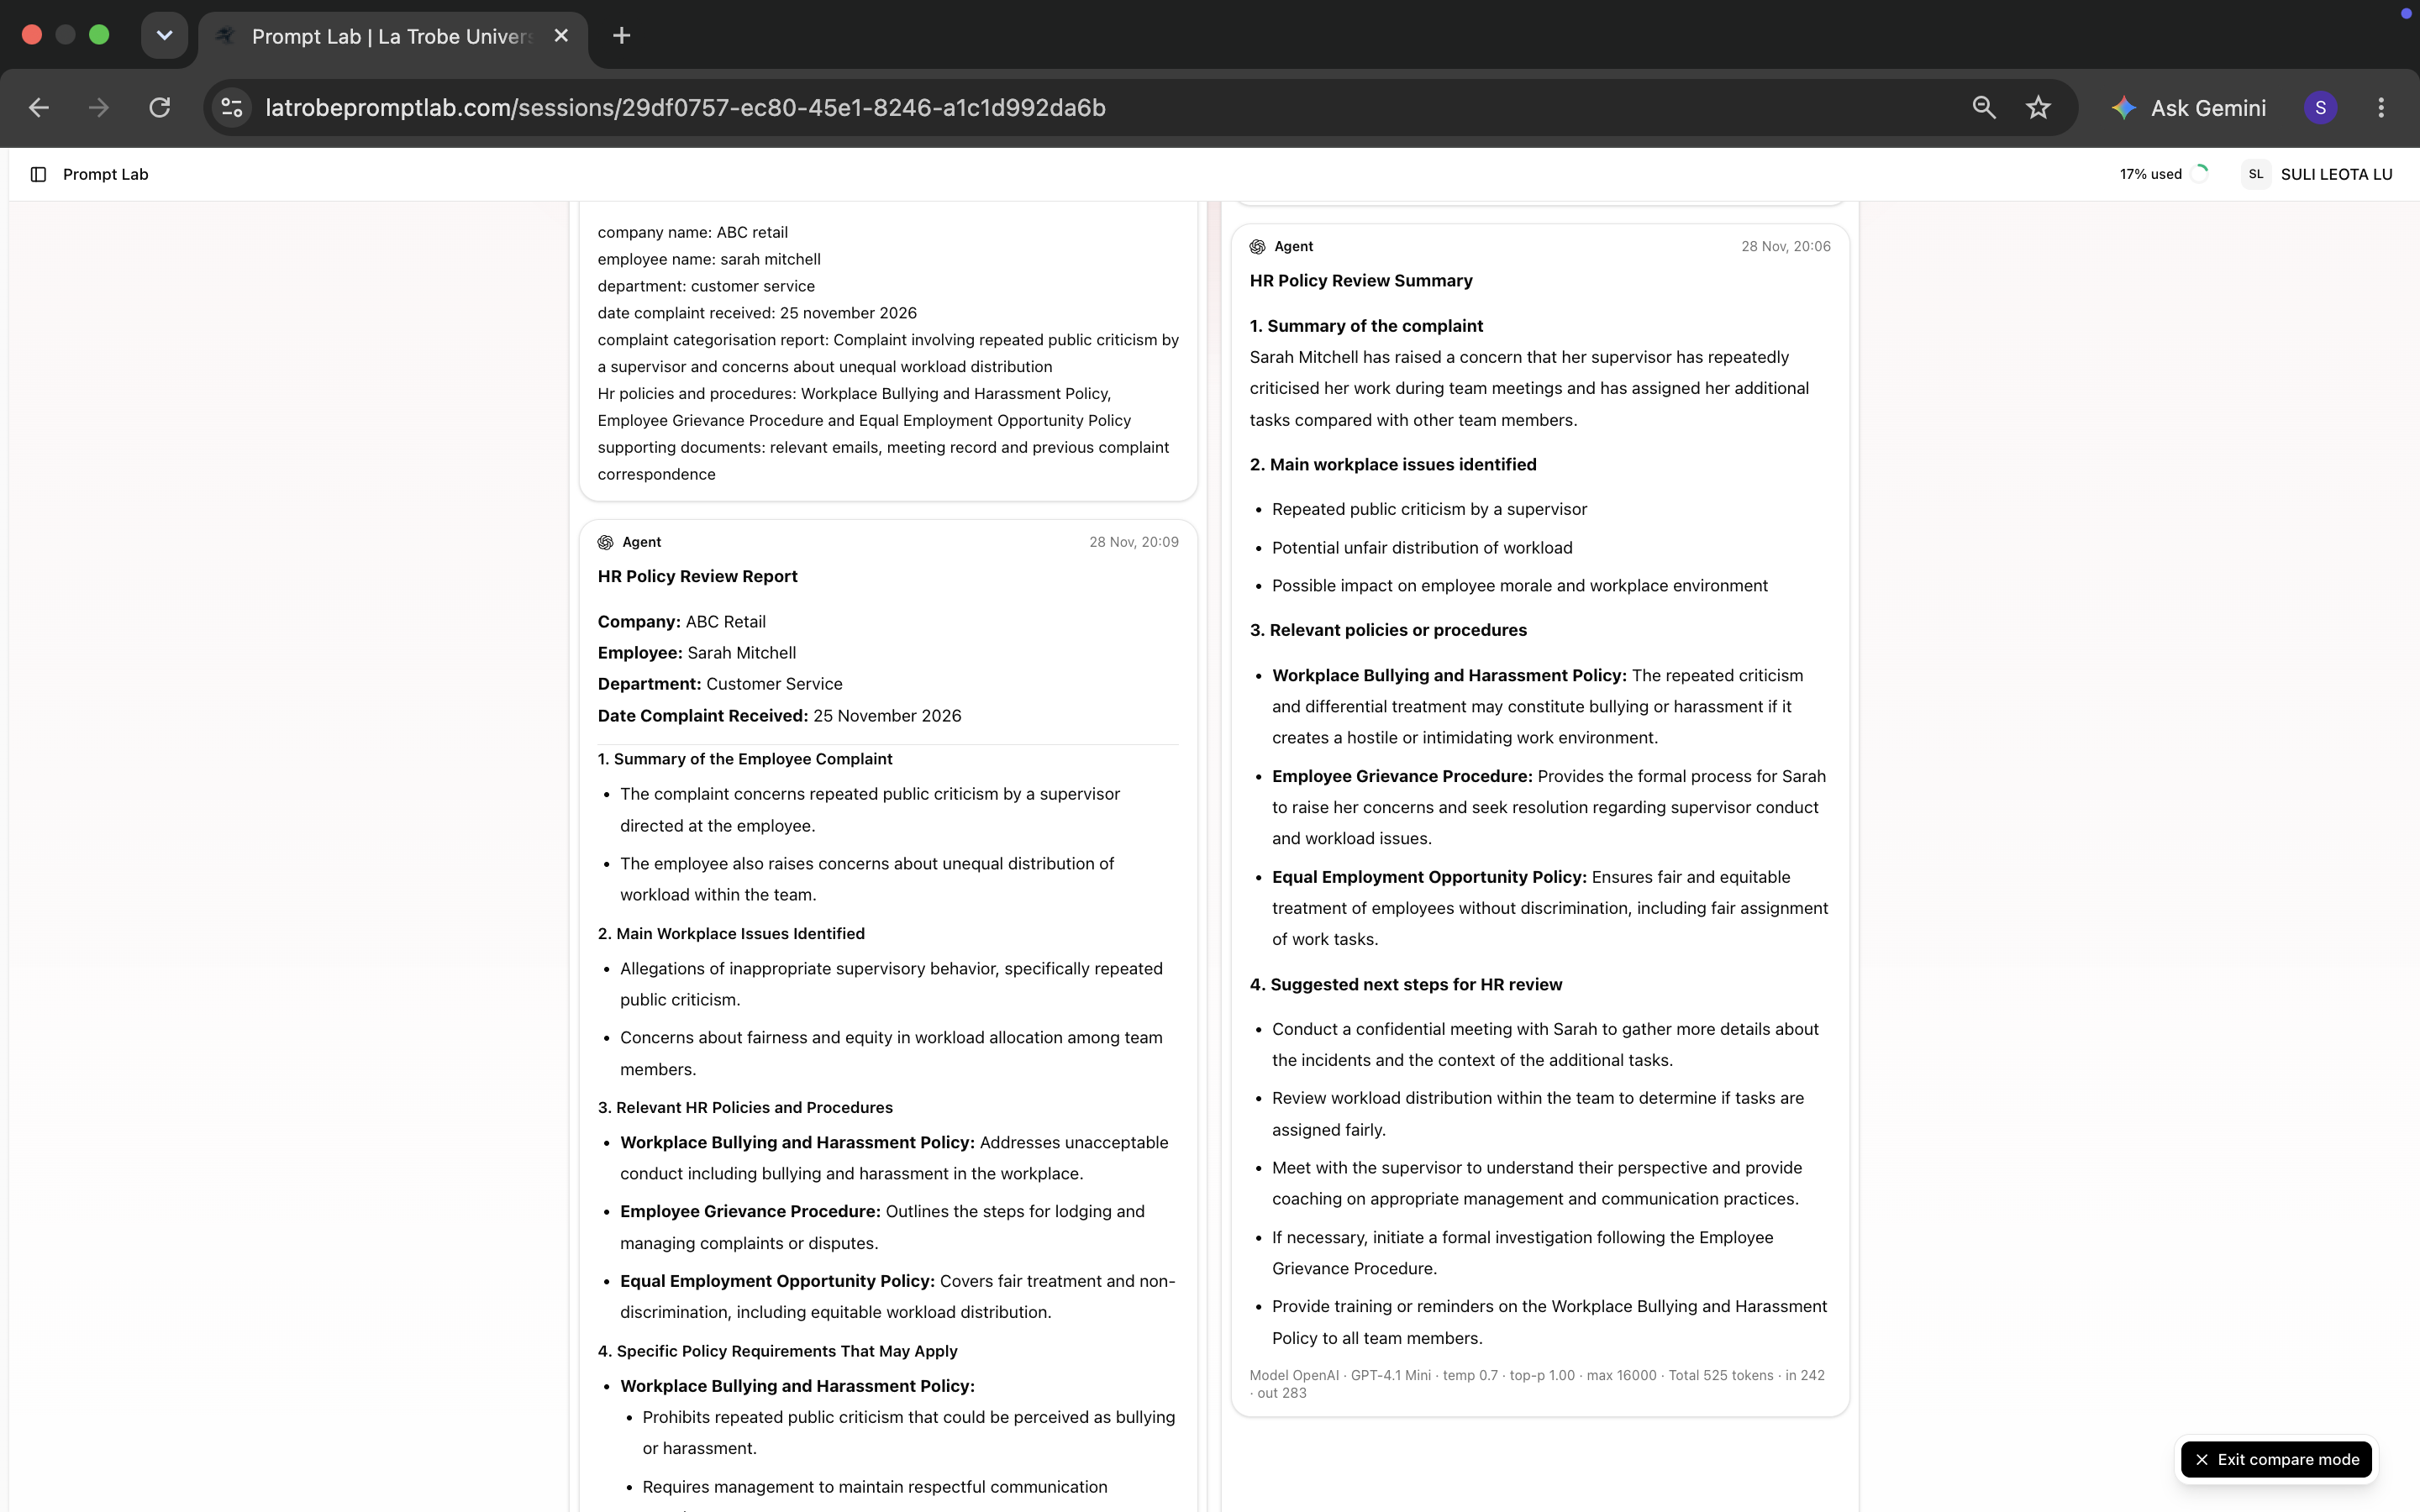 Prompt Lab | La Trobe Univers
latrobepromptlab.com/sessions/29df0757-ec80-45e1-8246-a1c1d992da6b
Ask Gemini
S
Prompt Lab
17% used
SL
SULI LEOTA LU
company name: ABC retail
employee name: sarah mitchell
department: customer service
date complaint received: 25 november 2026
complaint categorisation report: Complaint involving repeated public criticism by
a supervisor and concerns about unequal workload distribution
Hr policies and procedures: Workplace Bullying and Harassment Policy,
Employee Grievance Procedure and Equal Employment Opportunity Policy
supporting documents: relevant emails, meeting record and previous complaint
correspondence
Agent
28 Nov, 20:09
HR Policy Review Report
Company: ABC Retail
Employee: Sarah Mitchell
Department: Customer Service
Date Complaint Received: 25 November 2026
1. Summary of the Employee Complaint
• The complaint concerns repeated public criticism by a supervisor
directed at the employee.
• The employee also raises concerns about unequal distribution of
workload within the team.
2. Main Workplace Issues Identified
• Allegations of inappropriate supervisory behavior, specifically repeated
public criticism.
• Concerns about fairness and equity in workload allocation among team
members.
3. Relevant HR Policies and Procedures
• Workplace Bullying and Harassment Policy: Addresses unacceptable
conduct including bullying and harassment in the workplace.
• Employee Grievance Procedure: Outlines the steps for lodging and
managing complaints or disputes.
• Equal Employment Opportunity Policy: Covers fair treatment and non-
discrimination, including equitable workload distribution.
4. Specific Policy Requirements That May Apply
• Workplace Bullying and Harassment Policy:
• Prohibits repeated public criticism that could be perceived as bullying
or harassment.
• Requires management to maintain respectful communication
Agent
28 Nov, 20:06
HR Policy Review Summary
1. Summary of the complaint
Sarah Mitchell has raised a concern that her supervisor has repeatedly
criticised her work during team meetings and has assigned her additional
tasks compared with other team members.
2. Main workplace issues identified
• Repeated public criticism by a supervisor
• Potential unfair distribution of workload
• Possible impact on employee morale and workplace environment
3. Relevant policies or procedures
• Workplace Bullying and Harassment Policy: The repeated criticism
and differential treatment may constitute bullying or harassment if it
creates a hostile or intimidating work environment.
• Employee Grievance Procedure: Provides the formal process for Sarah
to raise her concerns and seek resolution regarding supervisor conduct
and workload issues.
• Equal Employment Opportunity Policy: Ensures fair and equitable
treatment of employees without discrimination, including fair assignment
of work tasks.
4. Suggested next steps for HR review
• Conduct a confidential meeting with Sarah to gather more details about
the incidents and the context of the additional tasks.
• Review workload distribution within the team to determine if tasks are
assigned fairly.
• Meet with the supervisor to understand their perspective and provide
coaching on appropriate management and communication practices.
• If necessary, initiate a formal investigation following the Employee
Grievance Procedure.
• Provide training or reminders on the Workplace Bullying and Harassment
Policy to all team members.
Model OpenAI · GPT-4.1 Mini · temp 0.7 · top-p 1.00 · max 16000 · Total 525 tokens · in 242
· out 283
Exit compare mode